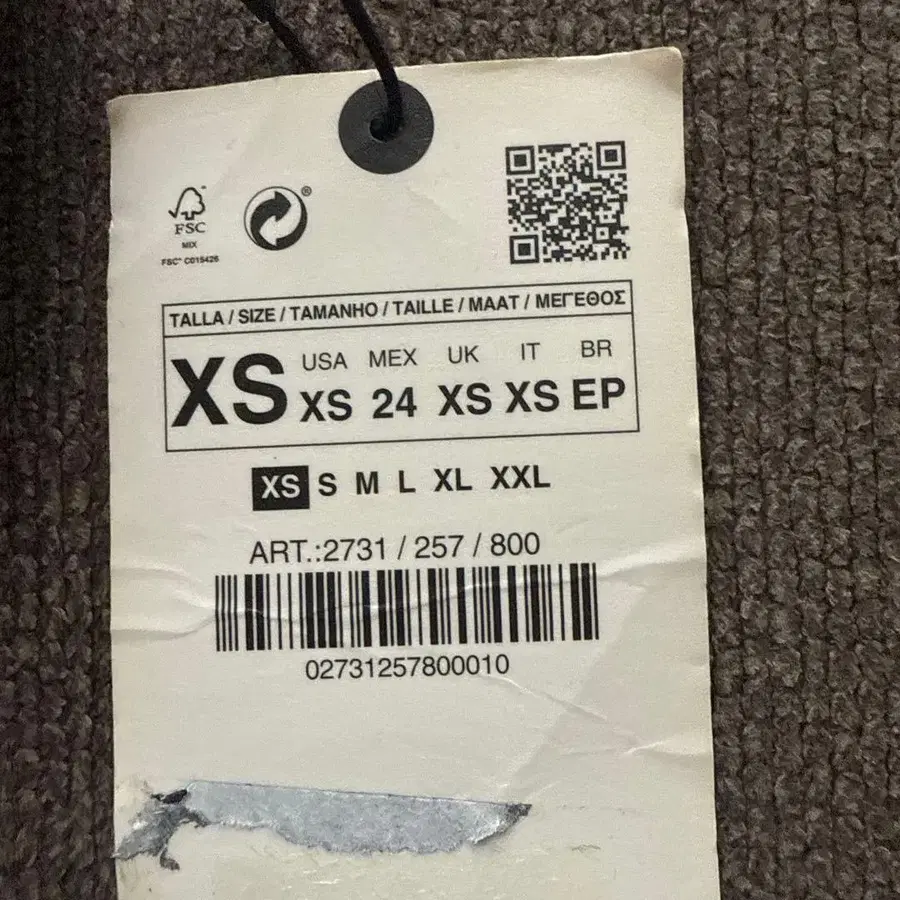 FSC
MIX
FSC® C015426
®
TALLA / SIZE / TAMANHO / TAILLE / MAAT / ΜΕΓΕΘΟΣ
XS
USA MEX UK IT BR
XS 24 XS XS EP
XS S M L XL XXL
ART.:2731 / 257 / 800
02731257800010